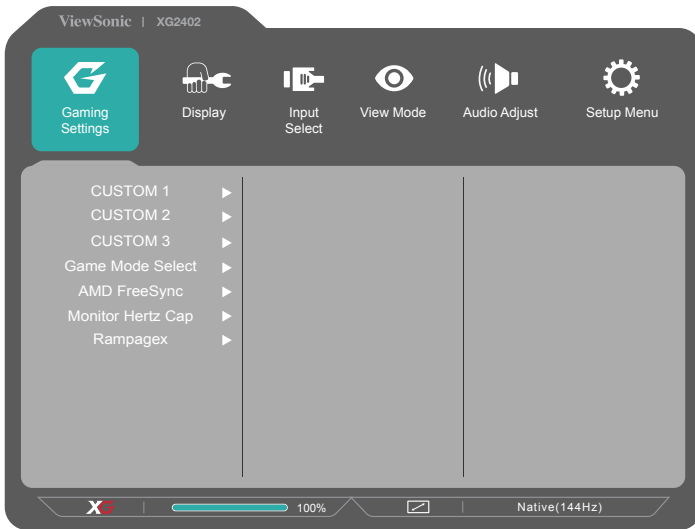 ViewSonic | XG2402
Gaming
Settings
Display
Input
Select
View Mode
Audio Adjust
Setup Menu
CUSTOM 1
CUSTOM 2
CUSTOM 3
Game Mode Select
AMD FreeSync
Monitor Hertz Cap
Rampagex
XG | 100% | Native(144Hz)